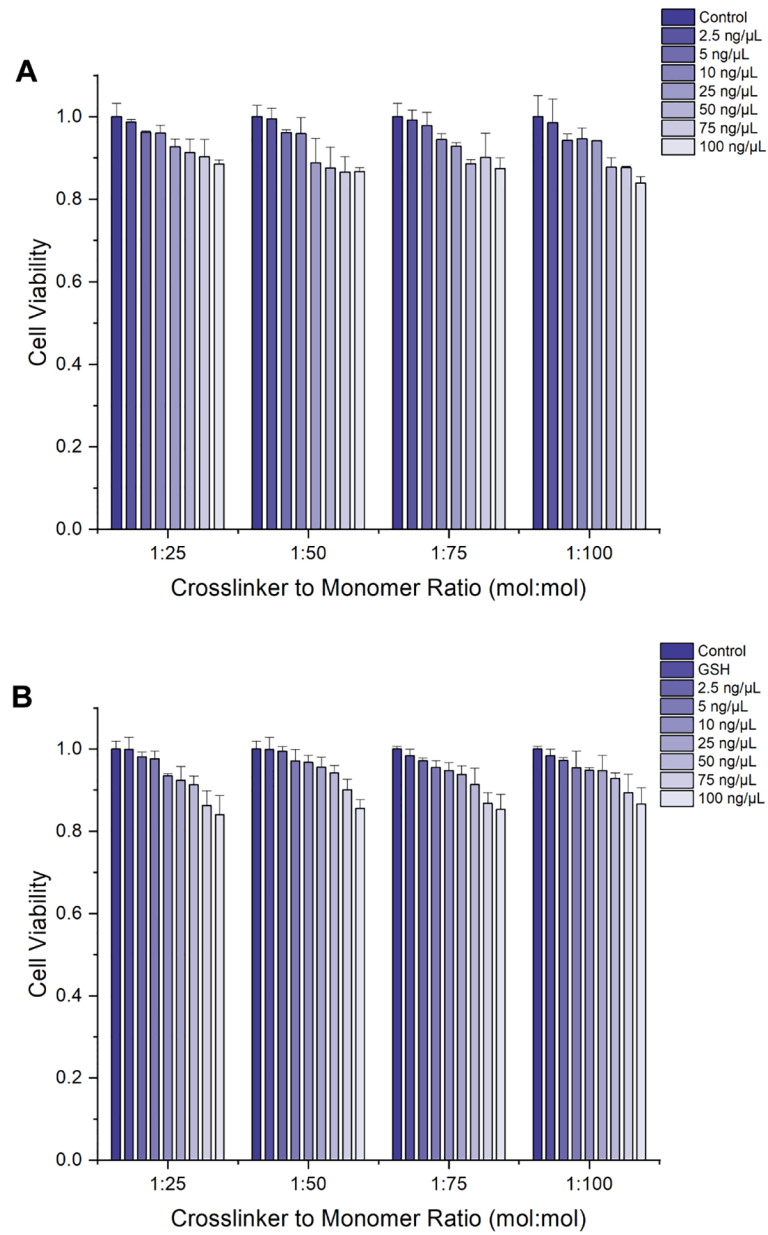 A
Control
2.5 ng/µL
5 ng/µL
10 ng/µL
25 ng/µL
50 ng/µL
75 ng/µL
100 ng/µL
Cell Viability
1.0
0.8
0.6
0.4
0.2
0.0
1:25 1:50 1:75 1:100
Crosslinker to Monomer Ratio (mol:mol)
B
Control
GSH
2.5 ng/µL
5 ng/µL
10 ng/µL
25 ng/µL
50 ng/µL
75 ng/µL
100 ng/µL
Cell Viability
1.0
0.8
0.6
0.4
0.2
0.0
1:25 1:50 1:75 1:100
Crosslinker to Monomer Ratio (mol:mol)